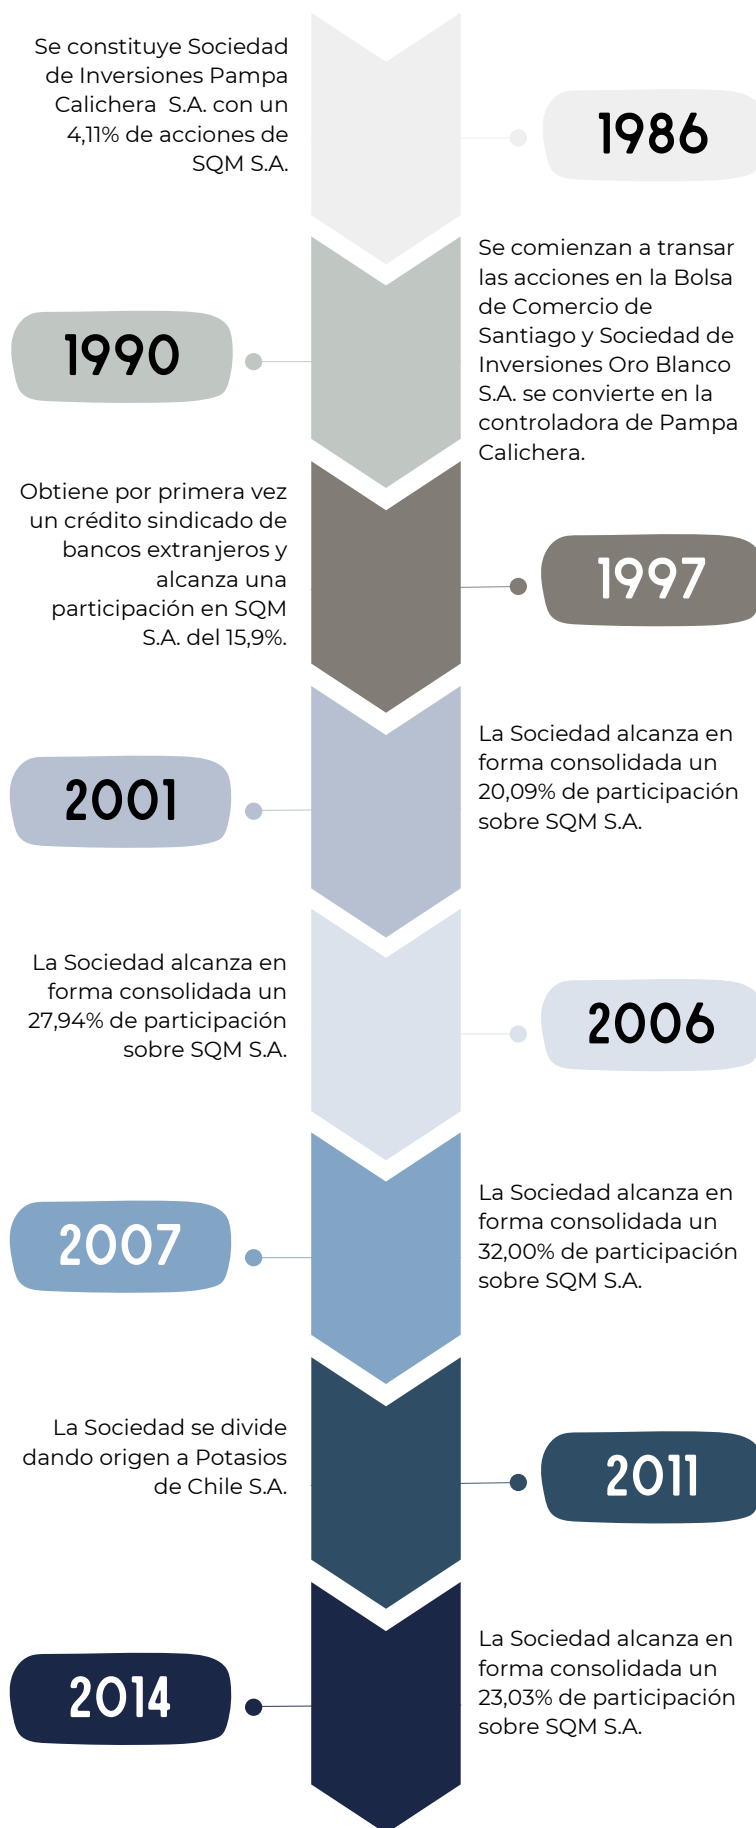 Se constituye Sociedad
de Inversiones Pampa
Calichera S.A. con un
4,11% de acciones de
SQM S.A.
1986
Se comienzan a transar
las acciones en la Bolsa
de Comercio de
Santiago y Sociedad de
Inversiones Oro Blanco
S.A. se convierte en la
controladora de Pampa
Calichera.
1990
Obtiene por primera vez
un crédito sindicado de
bancos extranjeros y
alcanza una
participación en SQM
S.A. del 15,9%.
1997
La Sociedad alcanza en
forma consolidada un
20,09% de participación
sobre SQM S.A.
2001
La Sociedad alcanza en
forma consolidada un
27,94% de participación
sobre SQM S.A.
2006
La Sociedad alcanza en
forma consolidada un
32,00% de participación
sobre SQM S.A.
2007
La Sociedad se divide
dando origen a Potasios
de Chile S.A.
2011
La Sociedad alcanza en
forma consolidada un
23,03% de participación
sobre SQM S.A.
2014